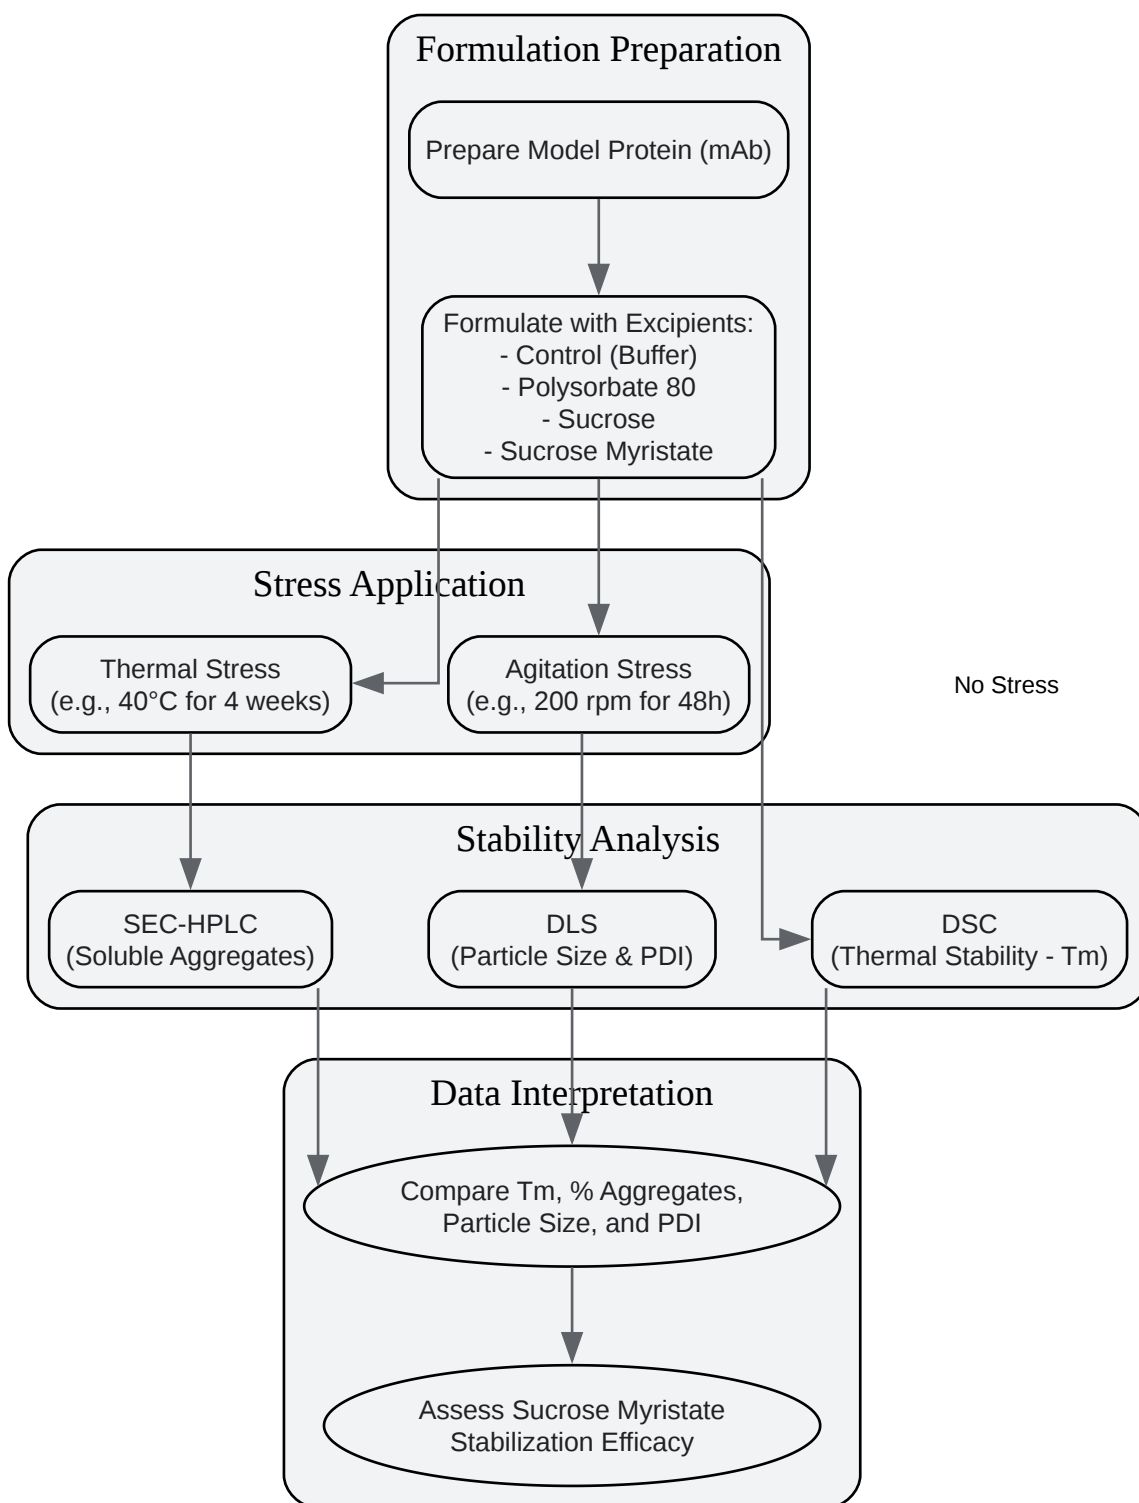 Formulation Preparation
Prepare Model Protein (mAb)
Formulate with Excipients:
- Control (Buffer)
- Polysorbate 80
- Sucrose
- Sucrose Myristate
Stress Application
Thermal Stress
(e.g., 40°C for 4 weeks)
Agitation Stress
(e.g., 200 rpm for 48h)
No Stress
Stability Analysis
SEC-HPLC
(Soluble Aggregates)
DLS
(Particle Size & PDI)
DSC
(Thermal Stability - Tm)
Data Interpretation
Compare Tm, % Aggregates,
Particle Size, and PDI
Assess Sucrose Myristate
Stabilization Efficacy